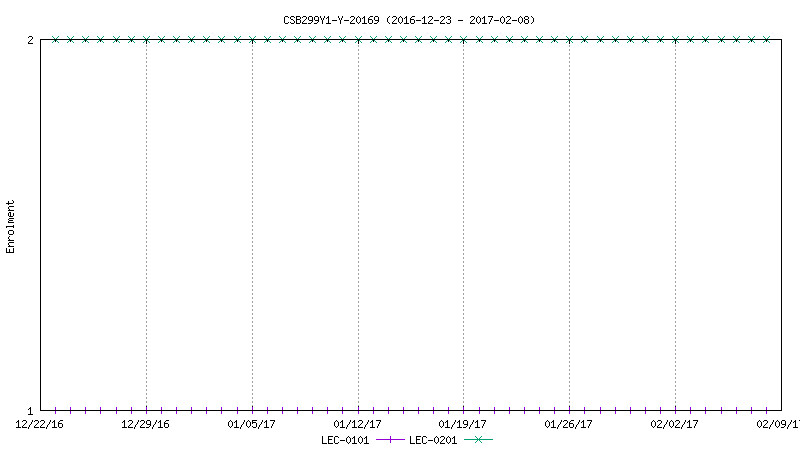 CSB299Y1-Y-20169 (2016-12-23 - 2017-02-08)
2
Enrolment
1
12/22/16 12/29/16 01/05/17 01/12/17 01/19/17 01/26/17 02/02/17 02/09/1
LEC-0101 LEC-0201